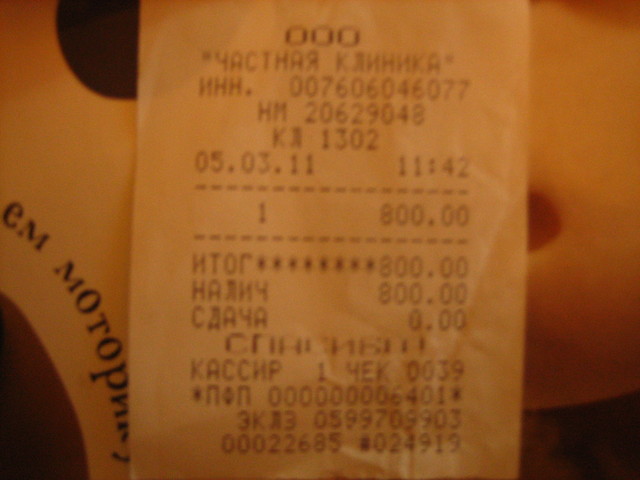 ООО
"ЧАСТНАЯ КЛИНИКА"
ИНН. 007606046077
НМ 20629048
КЛ 1302
05.03.11 11:42
1 800.00
ИТОГ********800.00
НАЛИЧ 800.00
СДАЧА 0.00
СПАСИБО!
КАССИР 1 ЧЕК 0039
*ПФП 000000006401*
ЭКЛЗ 0599709903
00022685 #024919
ем